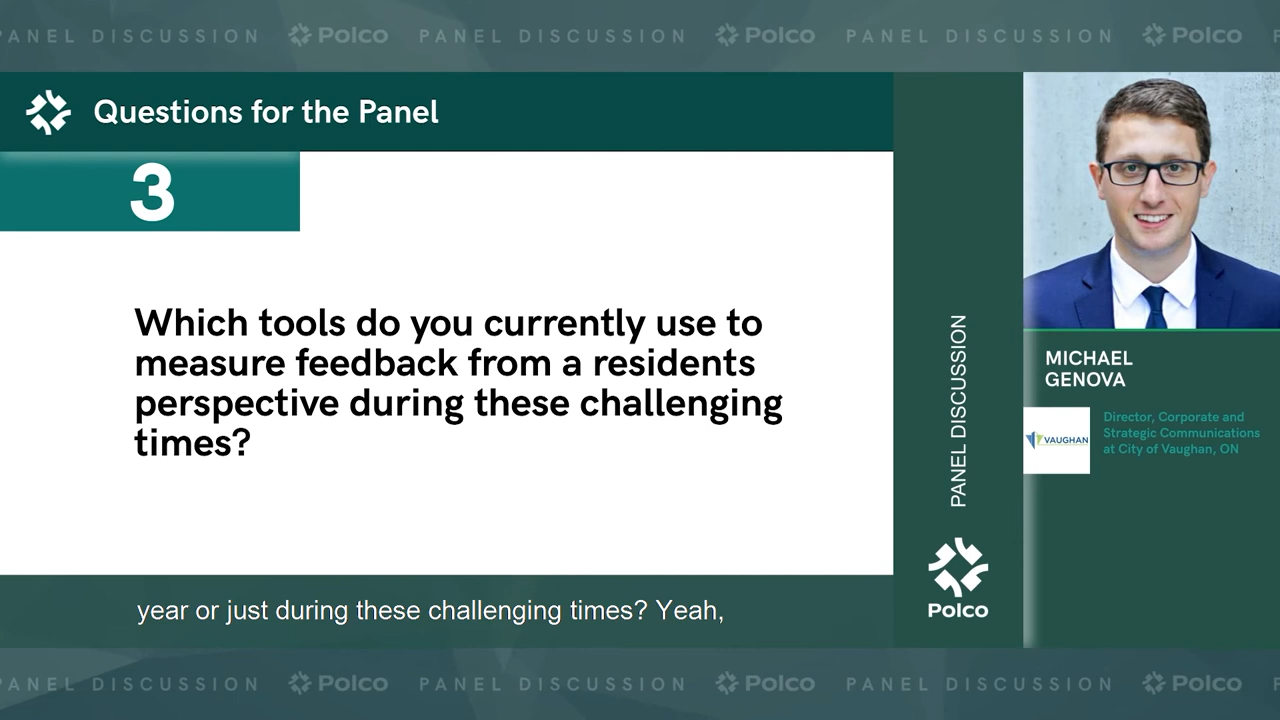 PANEL DISCUSSION Polco PANEL DISCUSSION Polco PANEL DISCUSSION Polco
Questions for the Panel
3
Which tools do you currently use to
measure feedback from a residents
perspective during these challenging
times?
year or just during these challenging times? Yeah,
PANEL DISCUSSION
Polco
MICHAEL
GENOVA
VAUGHAN
Director, Corporate and
Strategic Communications
at City of Vaughan, ON
PANEL DISCUSSION Polco PANEL DISCUSSION Polco PANEL DISCUSSION Polco